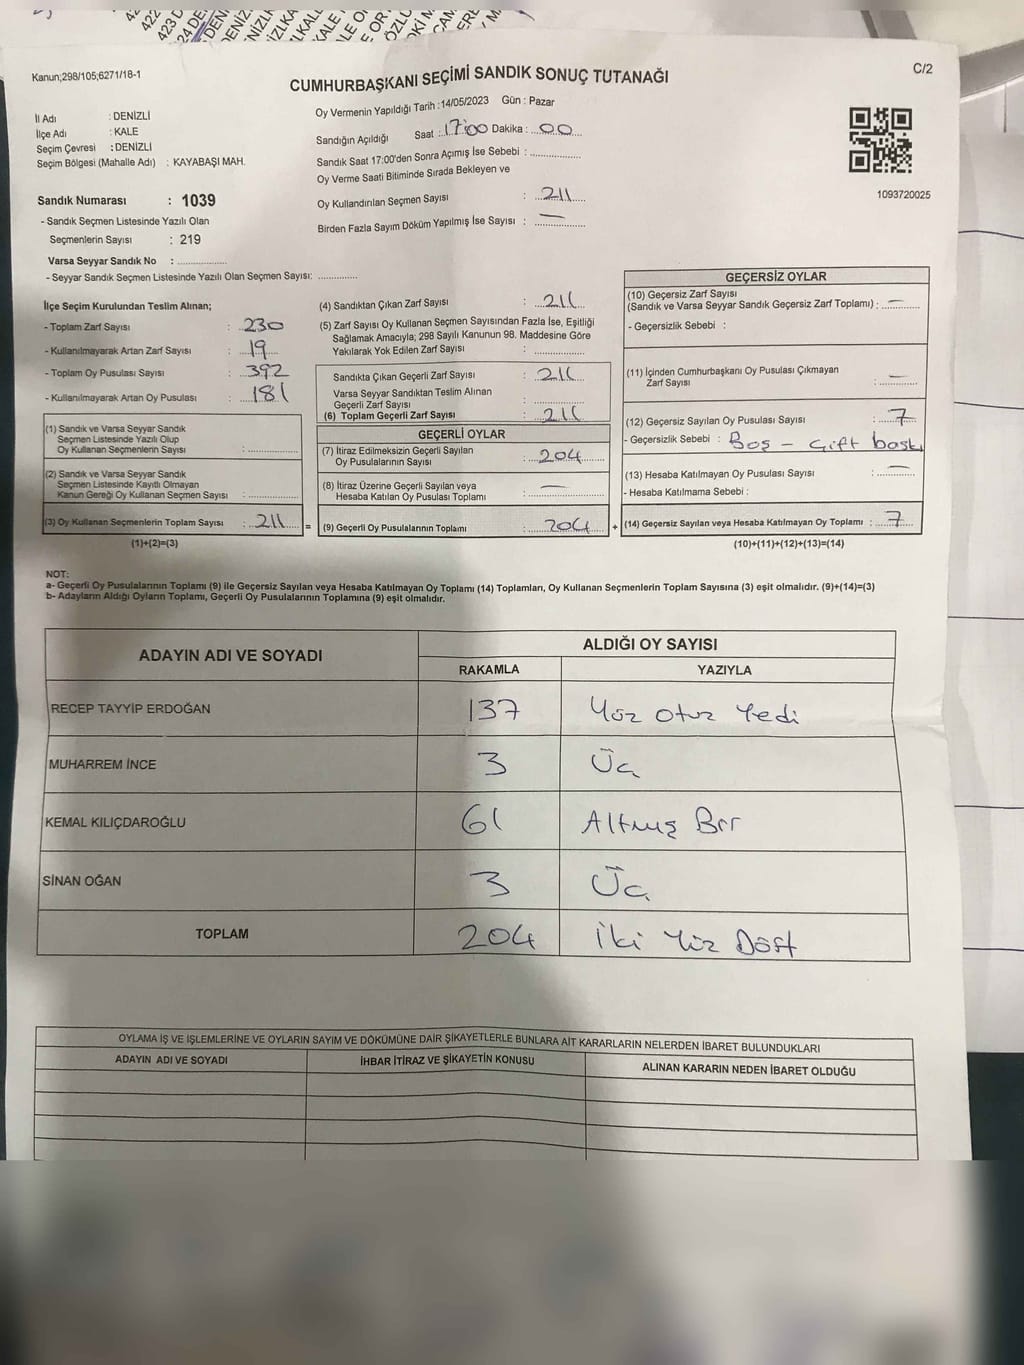 Kanun;298/105;6271/18-1
C/2
CUMHURBAŞKANI SEÇİMİ SANDIK SONUÇ TUTANAĞI
İl Adı : DENİZLİ
İlçe Adı : KALE
Seçim Çevresi : DENİZLİ
Seçim Bölgesi (Mahalle Adı) : KAYABAŞI MAH.
Oy Vermenin Yapıldığı Tarih :14/05/2023 Gün : Pazar
Sandığın Açıldığı Saat : 17:00 Dakika : 00
Sandık Saat 17:00'den Sonra Açımış İse Sebebi :
Oy Verme Saati Bitiminde Sırada Bekleyen ve
Oy Kullandırılan Seçmen Sayısı : 211
Birden Fazla Sayım Döküm Yapılmış İse Sayısı : —
1093720025
Sandık Numarası : 1039
- Sandık Seçmen Listesinde Yazılı Olan
Seçmenlerin Sayısı : 219
Varsa Seyyar Sandık No :
- Seyyar Sandık Seçmen Listesinde Yazılı Olan Seçmen Sayısı:
İlçe Seçim Kurulundan Teslim Alınan;
- Toplam Zarf Sayısı : 230
- Kullanılmayarak Artan Zarf Sayısı : 19
- Toplam Oy Pusulası Sayısı : 392
- Kullanılmayarak Artan Oy Pusulası : 181
(1) Sandık ve Varsa Seyyar Sandık
Seçmen Listesinde Yazılı Olup
Oy Kullanan Seçmenlerin Sayısı :
(2) Sandık ve Varsa Seyyar Sandık
Seçmen Listesinde Kayıtlı Olmayan
Kanun Gereği Oy Kullanan Seçmen Sayısı :
(3) Oy Kullanan Seçmenlerin Toplam Sayısı : 211 =
(1)+(2)=(3)
(4) Sandıktan Çıkan Zarf Sayısı : 211
(5) Zarf Sayısı Oy Kullanan Seçmen Sayısından Fazla İse, Eşitliği
Sağlamak Amacıyla; 298 Sayılı Kanunun 98. Maddesine Göre
Yakılarak Yok Edilen Zarf Sayısı :
Sandıkta Çıkan Geçerli Zarf Sayısı : 211
Varsa Seyyar Sandıktan Teslim Alınan
Geçerli Zarf Sayısı :
(6) Toplam Geçerli Zarf Sayısı : 211
GEÇERLİ OYLAR
(7) İtiraz Edilmeksizin Geçerli Sayılan
Oy Pusulalarının Sayısı : 204
(8) İtiraz Üzerine Geçerli Sayılan veya
Hesaba Katılan Oy Pusulası Toplamı : —
(9) Geçerli Oy Pusulalarının Toplamı : 204 +
GEÇERSİZ OYLAR
(10) Geçersiz Zarf Sayısı
(Sandık ve Varsa Seyyar Sandık Geçersiz Zarf Toplamı) : —
- Geçersizlik Sebebi :
(11) İçinden Cumhurbaşkanı Oy Pusulası Çıkmayan
Zarf Sayısı : —
(12) Geçersiz Sayılan Oy Pusulası Sayısı : 7
- Geçersizlik Sebebi : Boş - Çift baskı
(13) Hesaba Katılmayan Oy Pusulası Sayısı : —
- Hesaba Katılmama Sebebi :
(14) Geçersiz Sayılan veya Hesaba Katılmayan Oy Toplamı : 7
(10)+(11)+(12)+(13)=(14)
NOT:
a- Geçerli Oy Pusulalarının Toplamı (9) ile Geçersiz Sayılan veya Hesaba Katılmayan Oy Toplamı (14) Toplamları, Oy Kullanan Seçmenlerin Toplam Sayısına (3) eşit olmalıdır. (9)+(14)=(3)
b- Adayların Aldığı Oyların Toplamı, Geçerli Oy Pusulalarının Toplamına (9) eşit olmalıdır.
ADAYIN ADI VE SOYADI
ALDIĞI OY SAYISI
RAKAMLA YAZIYLA
RECEP TAYYİP ERDOĞAN 137 Yüz Otuz Yedi
MUHARREM İNCE 3 Üç
KEMAL KILIÇDAROĞLU 61 Altmış Bir
SİNAN OĞAN 3 Üç
TOPLAM 204 İki Yüz Dört
OYLAMA İŞ VE İŞLEMLERİNE VE OYLARIN SAYIM VE DÖKÜMÜNE DAİR ŞİKAYETLERLE BUNLARA AİT KARARLARIN NELERDEN İBARET BULUNDUKLARI
ADAYIN ADI VE SOYADI İHBAR İTİRAZ VE ŞİKAYETİN KONUSU ALINAN KARARIN NEDEN İBARET OLDUĞU